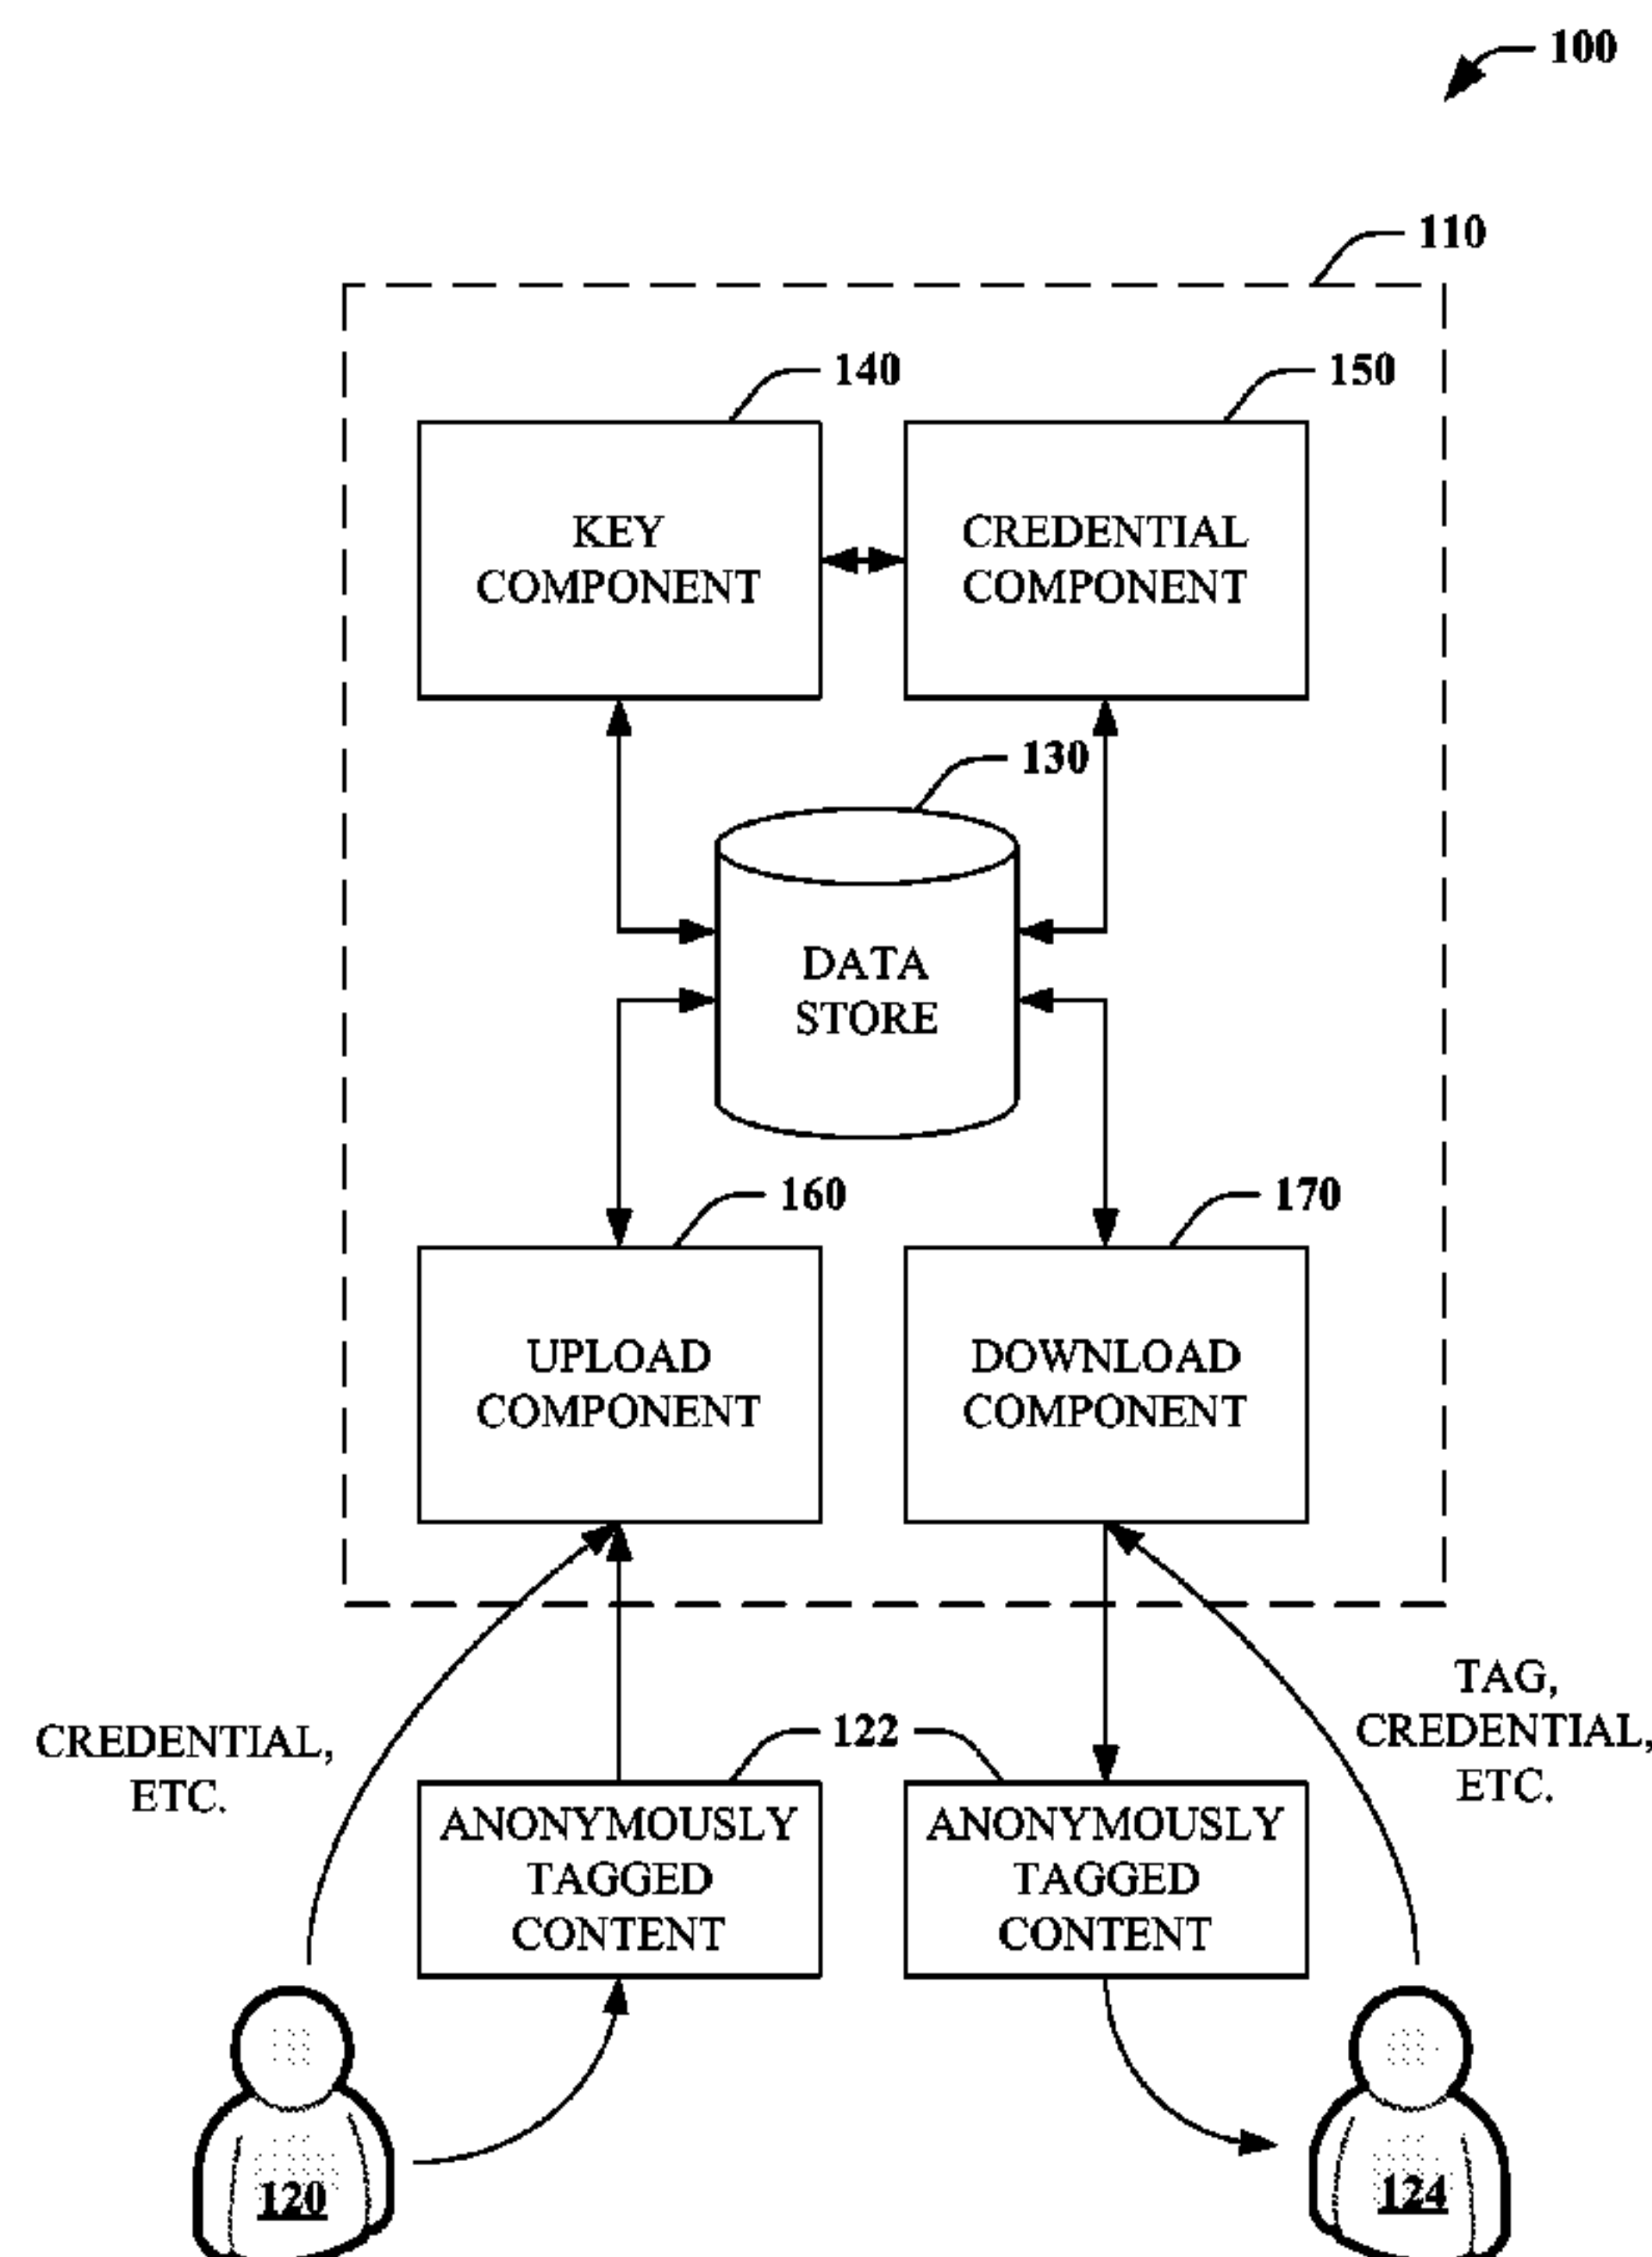 100
110
140
150
KEY
COMPONENT
CREDENTIAL
COMPONENT
130
DATA
STORE
160
170
UPLOAD
COMPONENT
DOWNLOAD
COMPONENT
CREDENTIAL,
ETC.
122
TAG,
CREDENTIAL,
ETC.
ANONYMOUSLY
TAGGED
CONTENT
ANONYMOUSLY
TAGGED
CONTENT
120
124